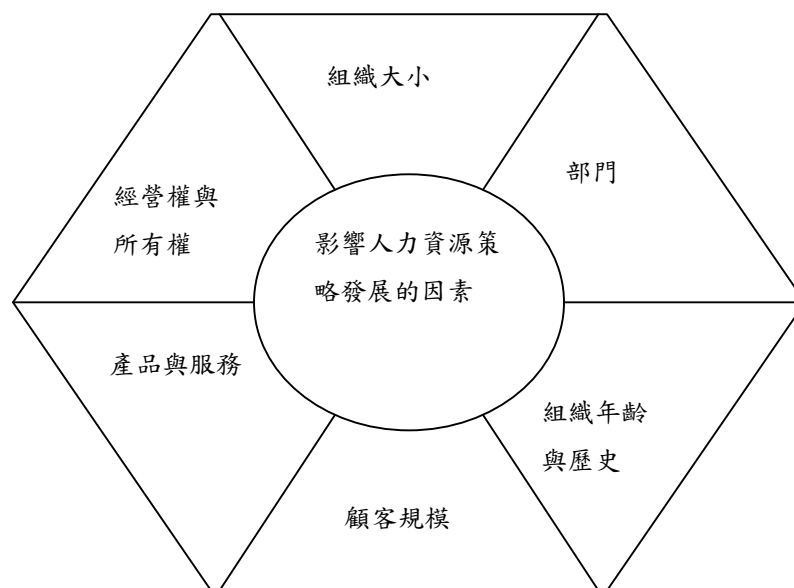 組織大小
部門
經營權與
所有權
影響人力資源策
略發展的因素
產品與服務
組織年齡
與歷史
顧客規模